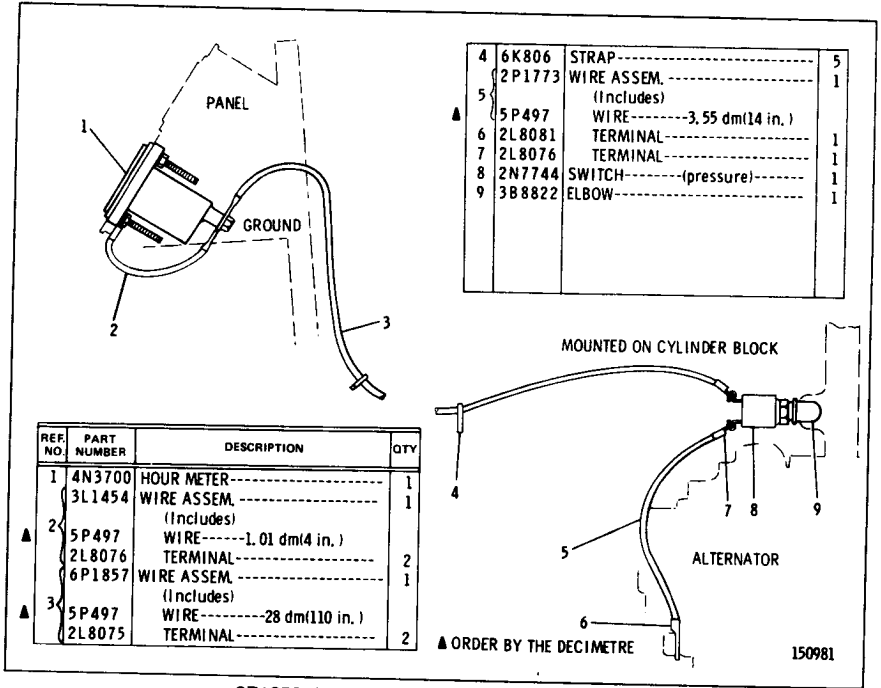 PANEL
1
GROUND
2
3
4 6K806 STRAP 5
2P1773 WIRE ASSEM. 1
5 (Includes)
▲ 5P497 WIRE--------3.55 dm(14 in.)
6 2L8081 TERMINAL 1
7 2L8076 TERMINAL 1
8 2N7744 SWITCH--------(pressure)------ 1
9 3B8822 ELBOW 1
MOUNTED ON CYLINDER BLOCK
4
7 8 9
5
ALTERNATOR
6
REF. NO. PART NUMBER DESCRIPTION QTY
1 4N3700 HOUR METER 1
3L1454 WIRE ASSEM. 1
2 (Includes)
▲ 5P497 WIRE------1.01 dm(4 in.)
2L8076 TERMINAL 2
6P1857 WIRE ASSEM. 1
3 (Includes)
▲ 5P497 WIRE---------28 dm(110 in.)
2L8075 TERMINAL 2
▲ ORDER BY THE DECIMETRE
150981